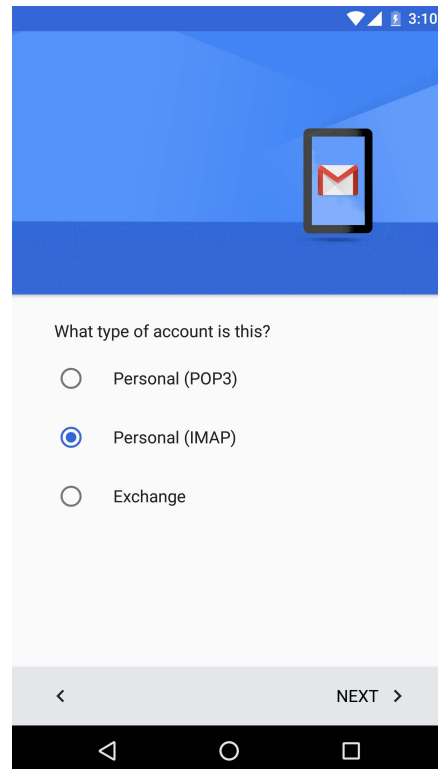 3:10
What type of account is this?
Personal (POP3)
Personal (IMAP)
Exchange
NEXT